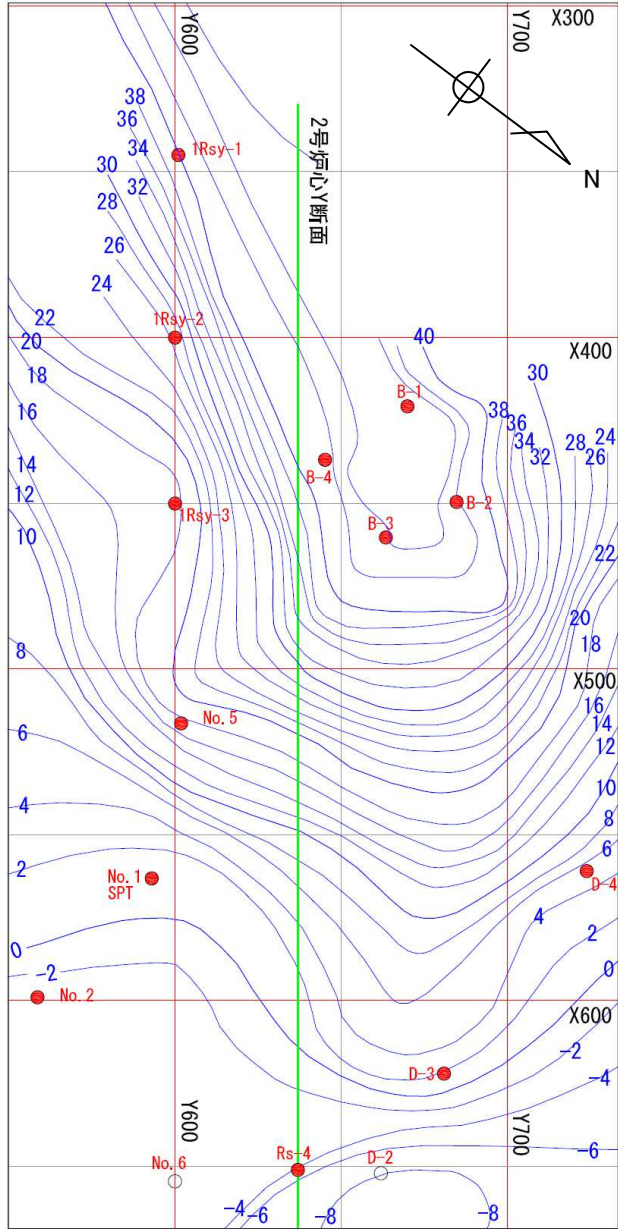 Y600
Y700
X300
38
36
34
30
32
28
26
24
1Rsy-1
2号炉心Y断面
N
22
20
18
16
14
12
10
1Rsy-2
40
X400
30
B-1
38
36
34
32
28
24
26
B-4
B-2
B-3
1Rsy-3
22
20
18
8
X500
16
14
12
6
No.5
10
8
4
6
2
No.1
SPT
D-4
4
2
0
0
-2
No.2
X600
-2
-4
D-3
Y600
Y700
-6
No.6
Rs-4
D-2
-4
-6
-8
-8